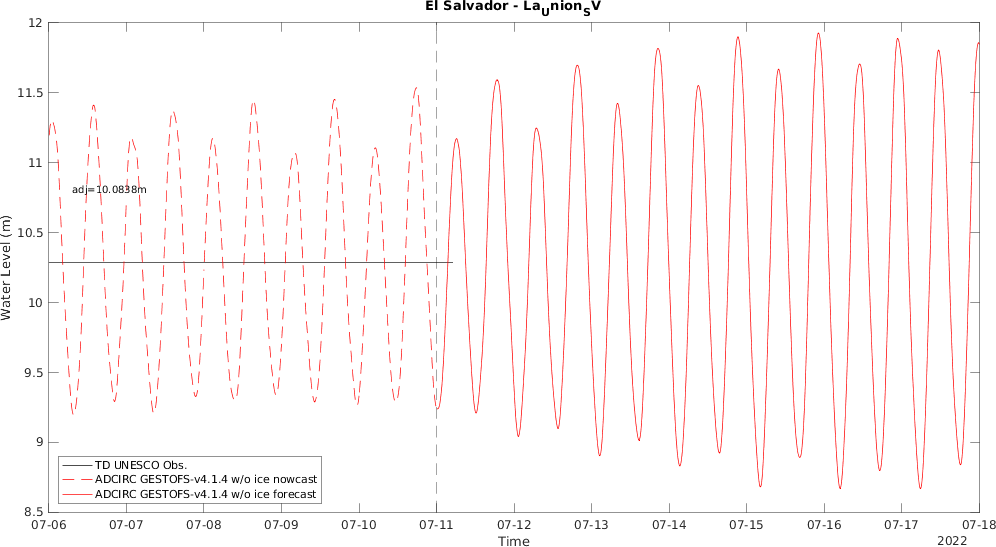 El Salvador - LaUnionSV
12
11.5
11
10.5
10
9.5
9
8.5
Water Level (m)
adj=10.0838m
TD UNESCO Obs.
ADCIRC GESTOFS-v4.1.4 w/o ice nowcast
ADCIRC GESTOFS-v4.1.4 w/o ice forecast
07-06 07-07 07-08 07-09 07-10 07-11 07-12 07-13 07-14 07-15 07-16 07-17 07-18
Time
2022